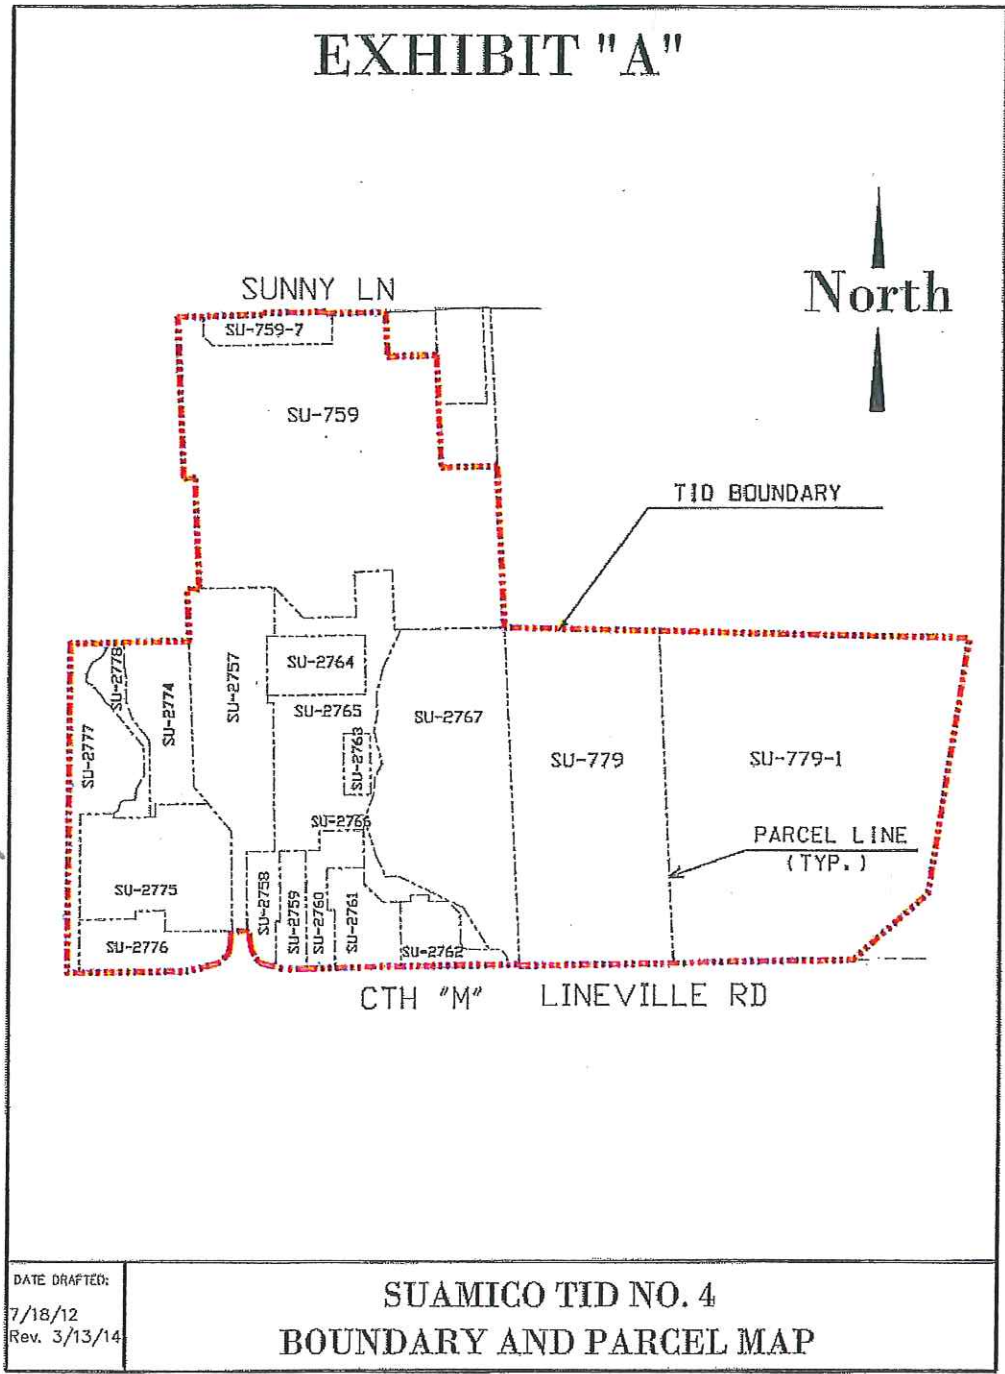 EXHIBIT "A"
North
SUNNY LN
SU-759-7
SU-759
TID BOUNDARY
SU-2778
SU-2774
SU-2757
SU-2764
SU-2777
SU-2765
SU-2767
SU-2763
SU-779
SU-779-1
SU-2766
PARCEL LINE
(TYP.)
SU-2775
SU-2758
SU-2759
SU-2760
SU-2761
SU-2776
SU-2762
CTH "M" LINEVILLE RD
DATE DRAFTED:
7/18/12
Rev. 3/13/14
SUAMICO TID NO. 4
BOUNDARY AND PARCEL MAP